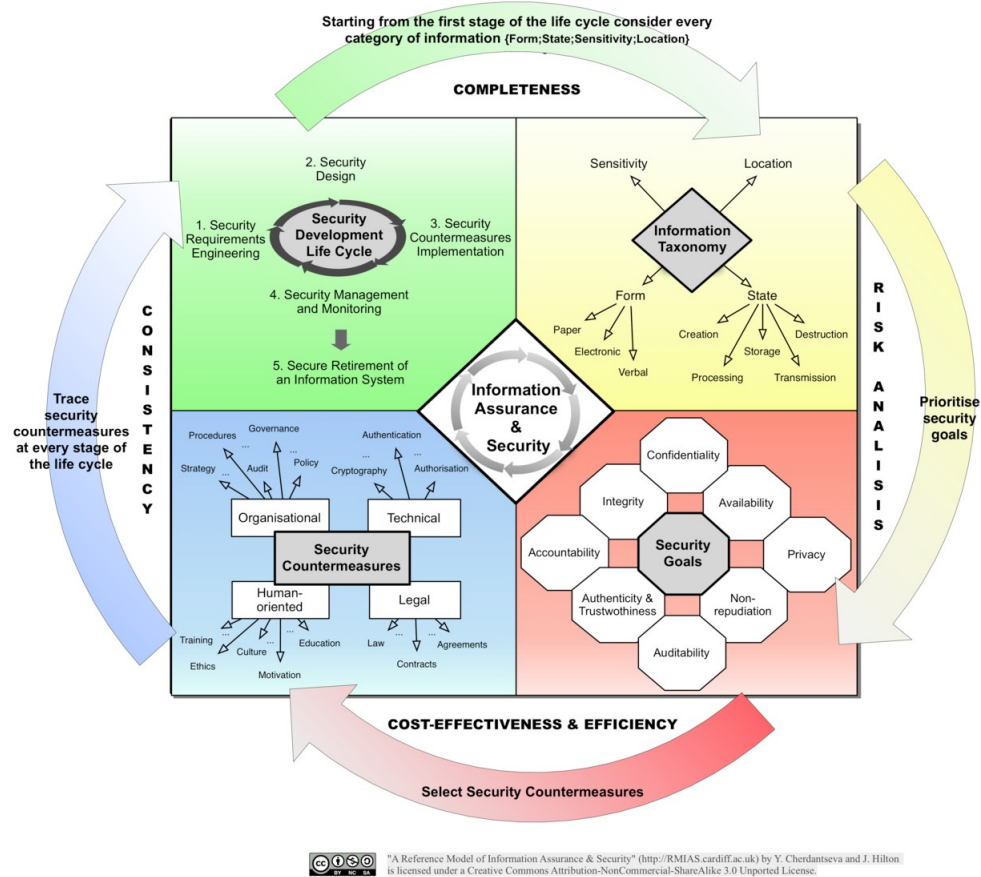 Starting from the first stage of the life cycle consider every
category of information {Form;State;Sensitivity;Location}
COMPLETENESS
2. Security
Design
1. Security
Requirements
Engineering
Security
Development
Life Cycle
3. Security
Countermeasures
Implementation
4. Security Management
and Monitoring
5. Secure Retirement of
an Information System
Sensitivity
Location
Information
Taxonomy
Form
State
Paper
Electronic
Verbal
Creation
Destruction
Storage
Processing
Transmission
RISK ANALISIS
Prioritise
security
goals
CONSISTENCY
Trace
security
countermeasures
at every stage of
the life cycle
Information
Assurance
&
Security
Procedures
Governance
...
Strategy
...
Audit
...
Policy
Authentication
...
Cryptography
Authorisation
Organisational
Technical
Security
Countermeasures
Human-
oriented
Legal
Training
...
Ethics
Culture
...
Motivation
...
Education
Law
...
Contracts
...
Agreements
Confidentiality
Integrity
Availability
Accountability
Security
Goals
Privacy
Authenticity &
Trustwothiness
Non-
repudiation
Auditability
COST-EFFECTIVENESS & EFFICIENCY
Select Security Countermeasures
cc BY NC SA
"A Reference Model of Information Assurance & Security" (http://RMIAS.cardiff.ac.uk) by Y. Cherdantseva and J. Hilton
is licensed under a Creative Commons Attribution-NonCommercial-ShareAlike 3.0 Unported License.